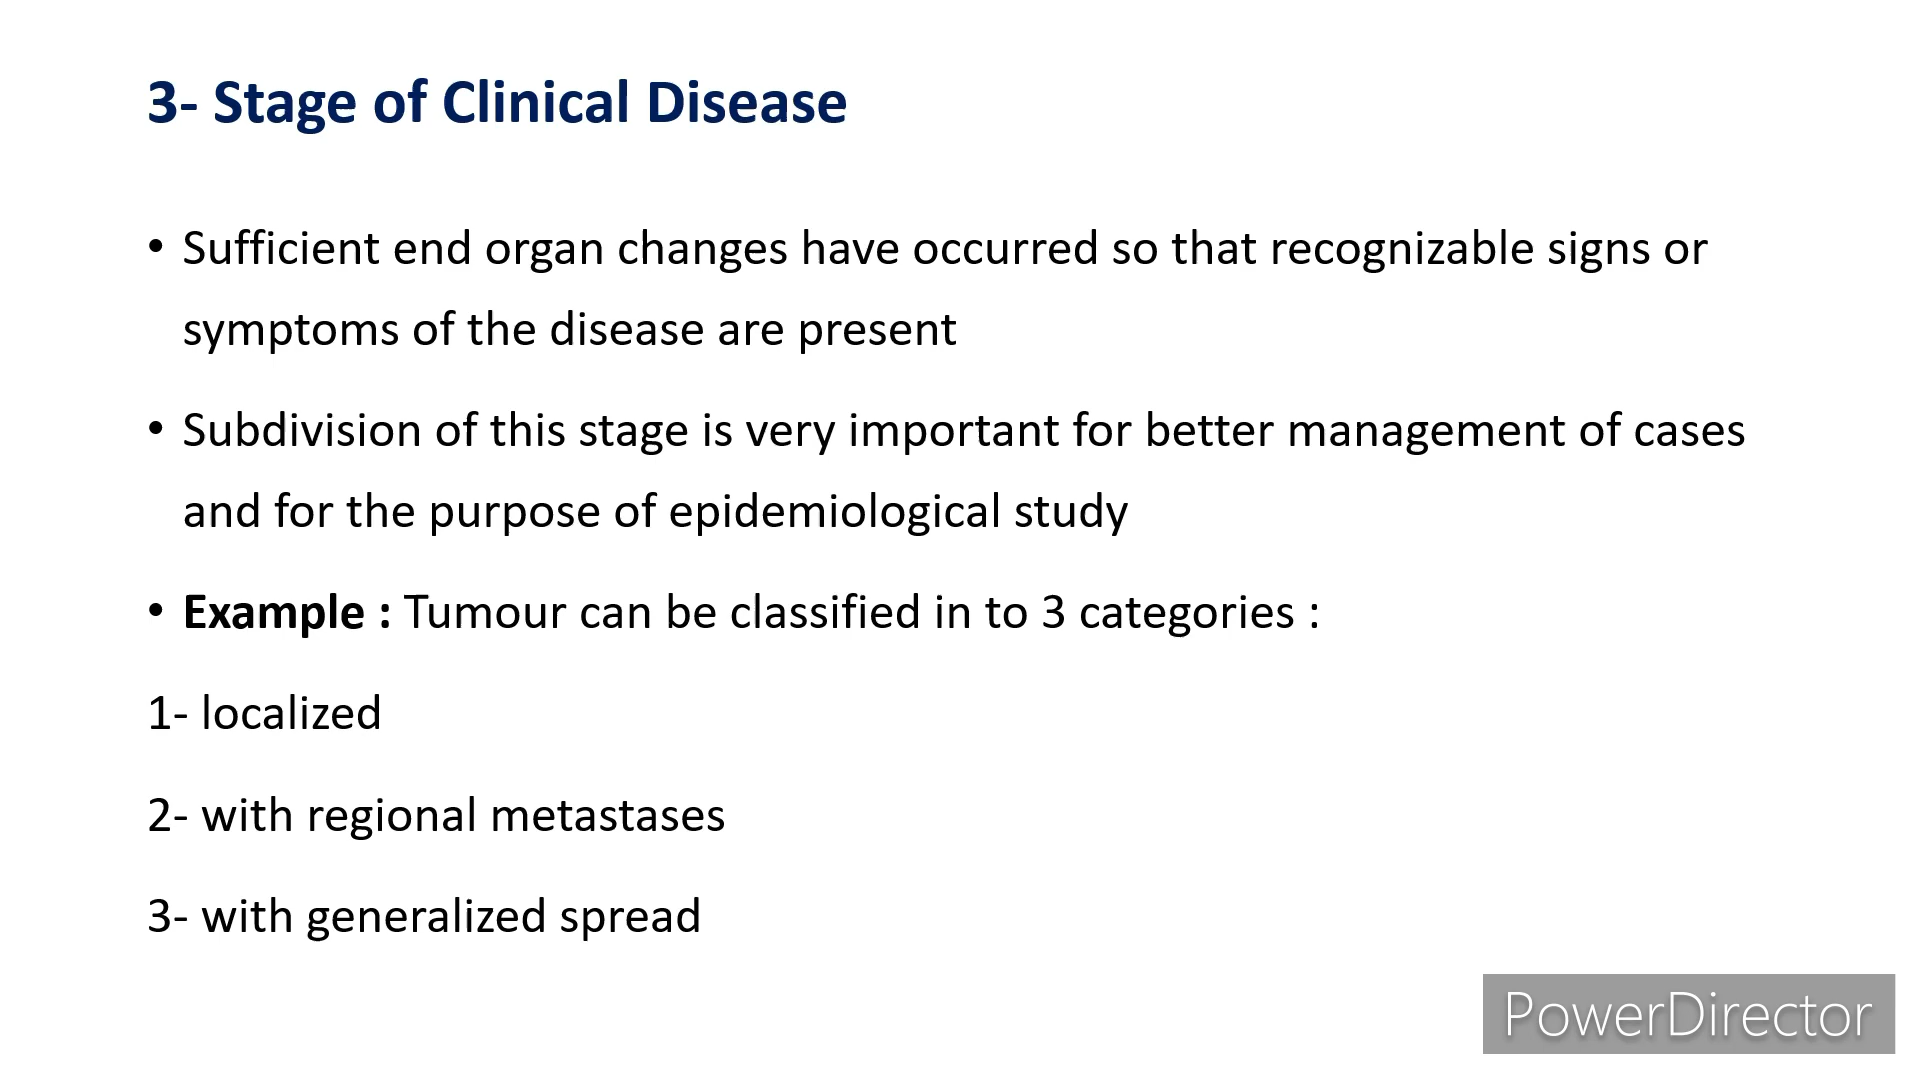 3- Stage of Clinical Disease
• Sufficient end organ changes have occurred so that recognizable signs or
symptoms of the disease are present
• Subdivision of this stage is very important for better management of cases
and for the purpose of epidemiological study
• Example : Tumour can be classified in to 3 categories :
1- localized
2- with regional metastases
3- with generalized spread
PowerDirector